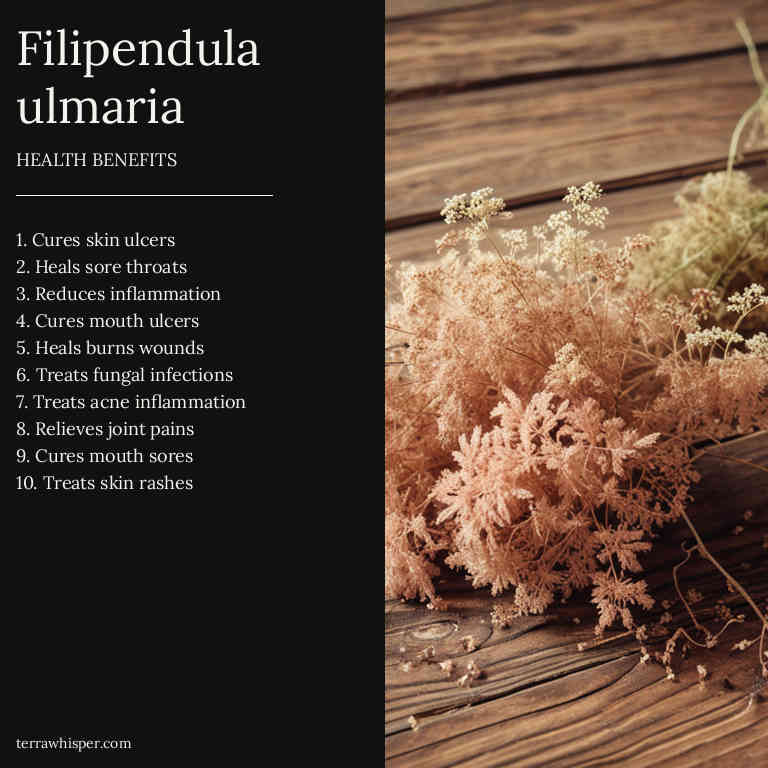 Filipendula
ulmaria
HEALTH BENEFITS
1. Cures skin ulcers
2. Heals sore throats
3. Reduces inflammation
4. Cures mouth ulcers
5. Heals burns wounds
6. Treats fungal infections
7. Treats acne inflammation
8. Relieves joint pains
9. Cures mouth sores
10. Treats skin rashes
terrawhisper.com